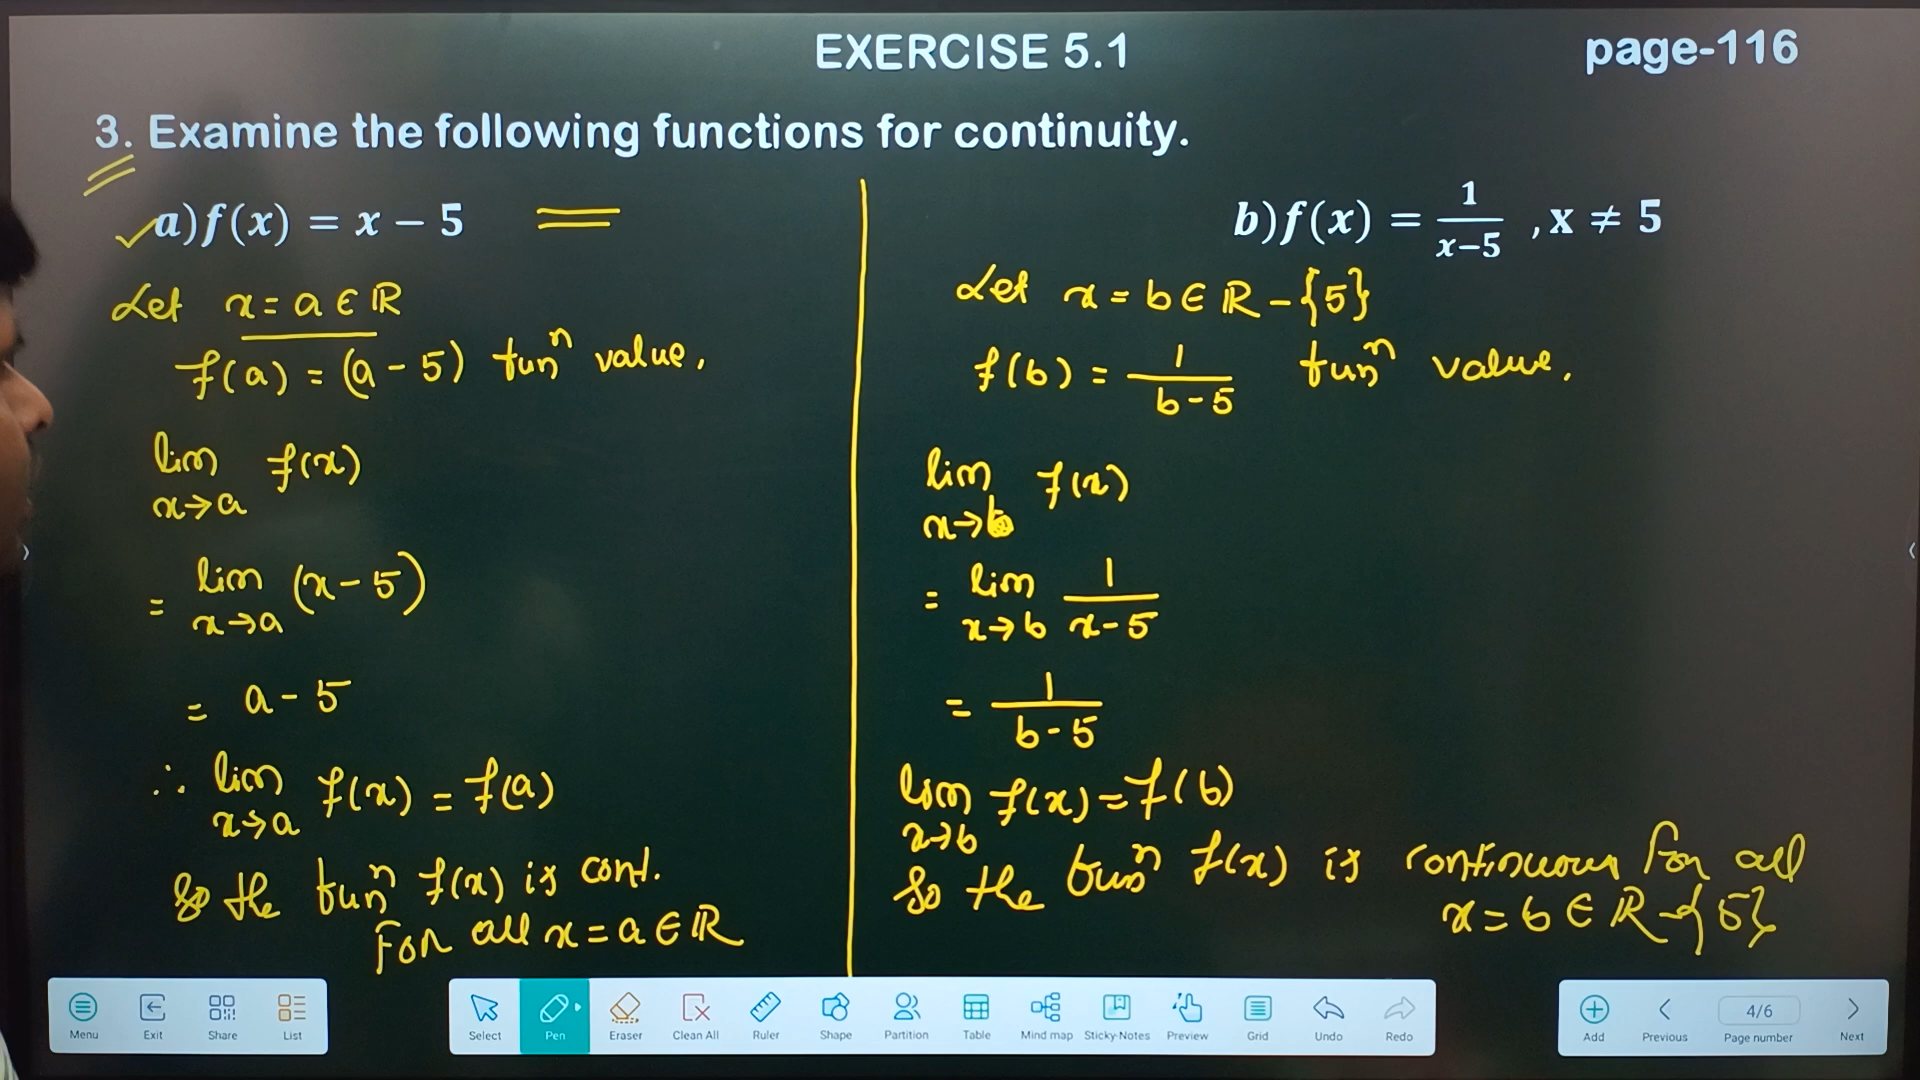 EXERCISE 5.1
page-116
3. Examine the following functions for continuity.
a) f(x) = x − 5
Let x = a ∈ ℝ
f(a) = (a - 5) funⁿ value,
lim f(x)
x→a
= lim (x - 5)
x→a
= a - 5
∴ lim f(x) = f(a)
x→a
So the funⁿ f(x) is cont.
For all x = a ∈ ℝ
b) f(x) = 1/(x−5) , x ≠ 5
Let x = b ∈ ℝ - {5}
f(b) = 1/(b-5) funⁿ value,
lim f(x)
x→b
= lim 1/(x-5)
x→b
= 1/(b-5)
lim f(x) = f(b)
x→b
So the funⁿ f(x) is continuous for all
x = b ∈ ℝ-{5}
Menu
Exit
Share
List
Select
Pen
Eraser
Clean All
Ruler
Shape
Partition
Table
Mind map
Sticky-Notes
Preview
Grid
Undo
Redo
Add
Previous
4/6
Page number
Next